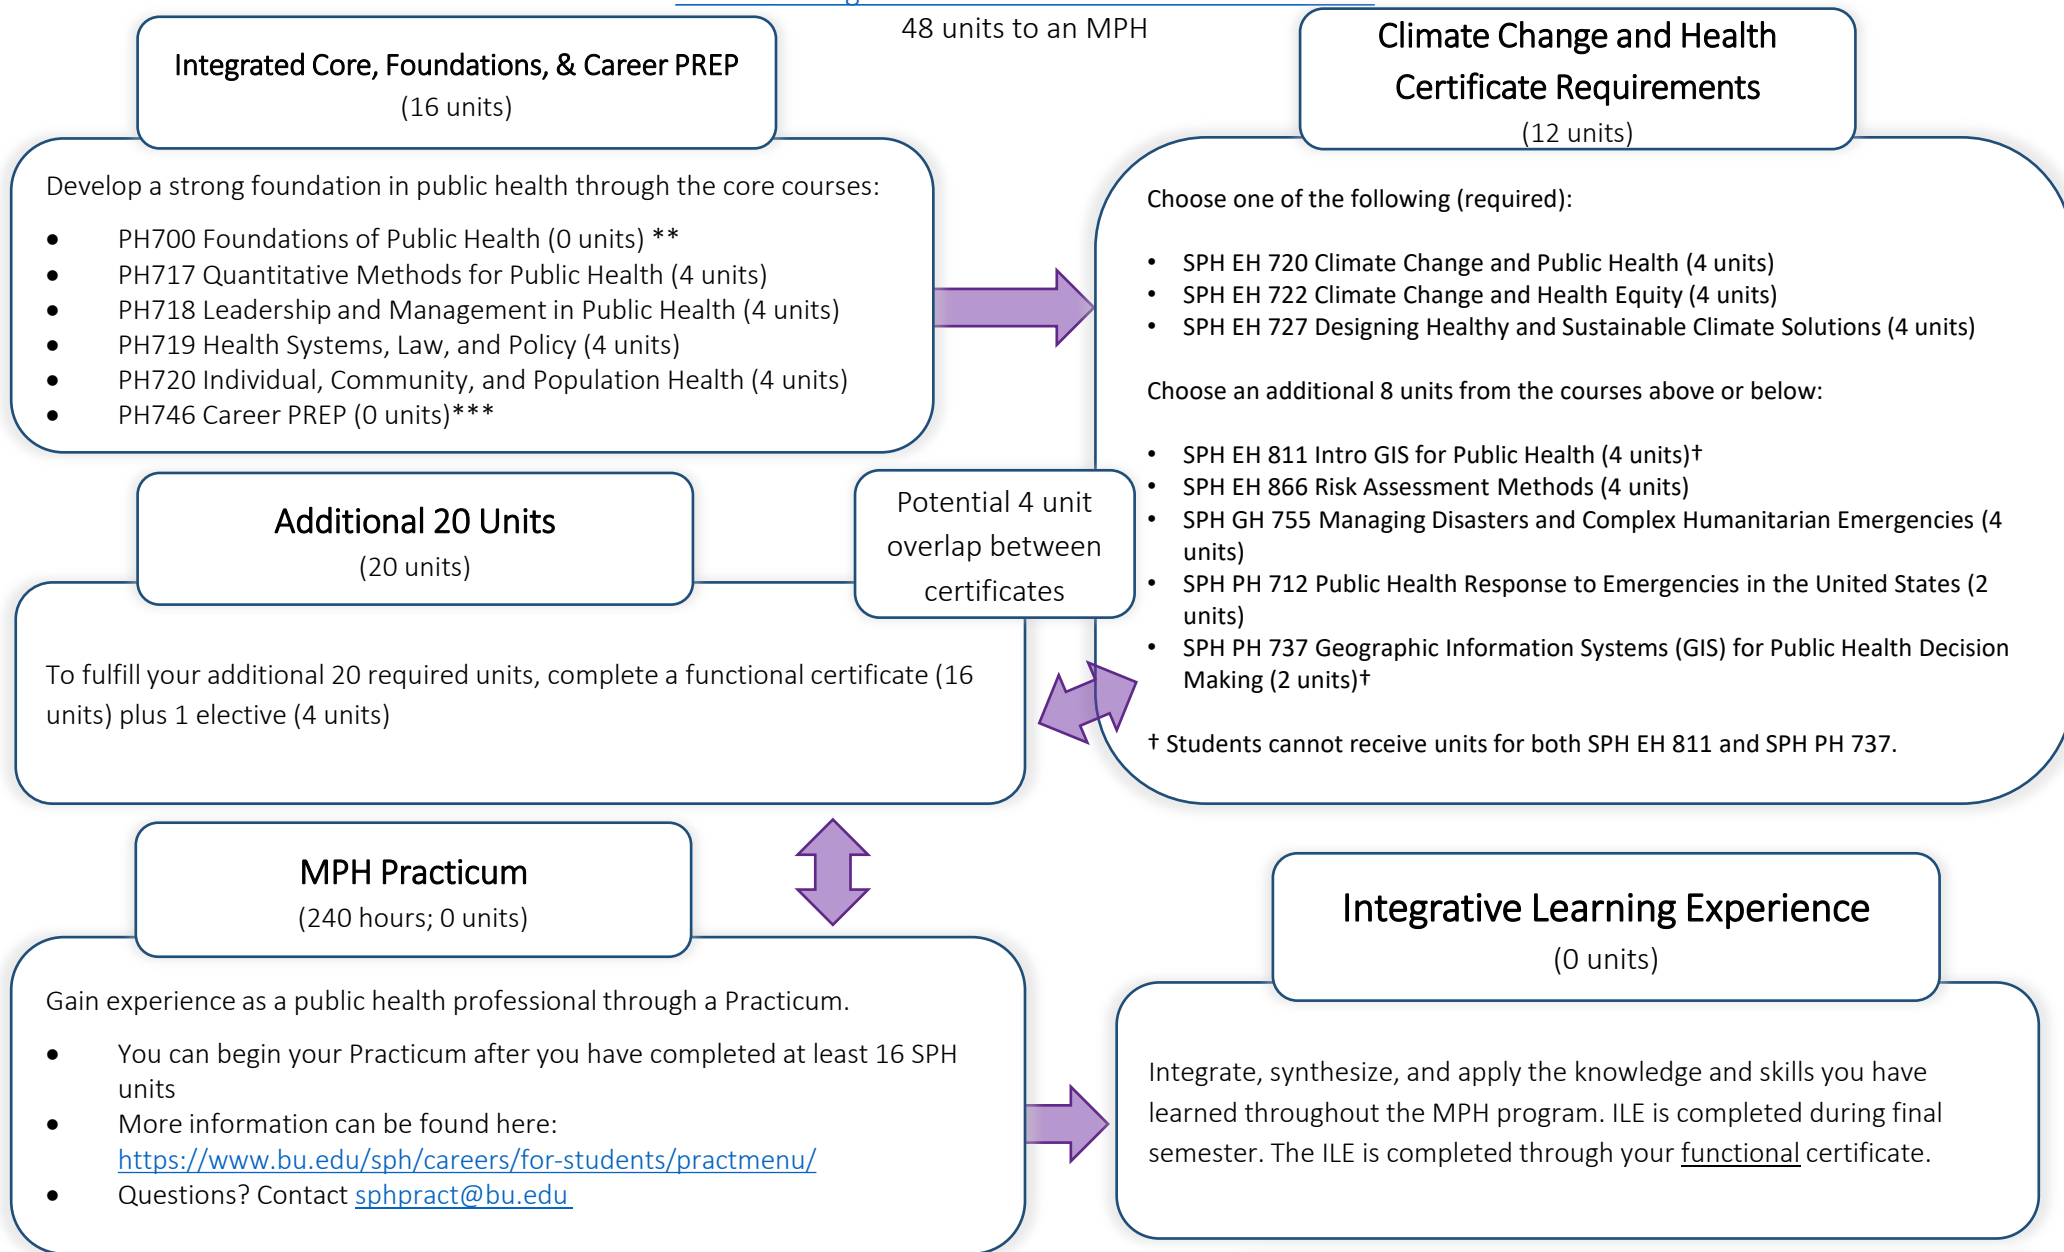 48 units to an MPH
Integrated Core, Foundations, & Career PREP
(16 units)
Develop a strong foundation in public health through the core courses:
• PH700 Foundations of Public Health (0 units) **
• PH717 Quantitative Methods for Public Health (4 units)
• PH718 Leadership and Management in Public Health (4 units)
• PH719 Health Systems, Law, and Policy (4 units)
• PH720 Individual, Community, and Population Health (4 units)
• PH746 Career PREP (0 units)***
Climate Change and Health
Certificate Requirements
(12 units)
Choose one of the following (required):
• SPH EH 720 Climate Change and Public Health (4 units)
• SPH EH 722 Climate Change and Health Equity (4 units)
• SPH EH 727 Designing Healthy and Sustainable Climate Solutions (4 units)
Choose an additional 8 units from the courses above or below:
• SPH EH 811 Intro GIS for Public Health (4 units)†
• SPH EH 866 Risk Assessment Methods (4 units)
• SPH GH 755 Managing Disasters and Complex Humanitarian Emergencies (4
units)
• SPH PH 712 Public Health Response to Emergencies in the United States (2
units)
• SPH PH 737 Geographic Information Systems (GIS) for Public Health Decision
Making (2 units)†
† Students cannot receive units for both SPH EH 811 and SPH PH 737.
Potential 4 unit
overlap between
certificates
Additional 20 Units
(20 units)
To fulfill your additional 20 required units, complete a functional certificate (16
units) plus 1 elective (4 units)
MPH Practicum
(240 hours; 0 units)
Gain experience as a public health professional through a Practicum.
• You can begin your Practicum after you have completed at least 16 SPH
units
• More information can be found here:
https://www.bu.edu/sph/careers/for-students/practmenu/
• Questions? Contact sphpract@bu.edu
Integrative Learning Experience
(0 units)
Integrate, synthesize, and apply the knowledge and skills you have
learned throughout the MPH program. ILE is completed during final
semester. The ILE is completed through your functional certificate.